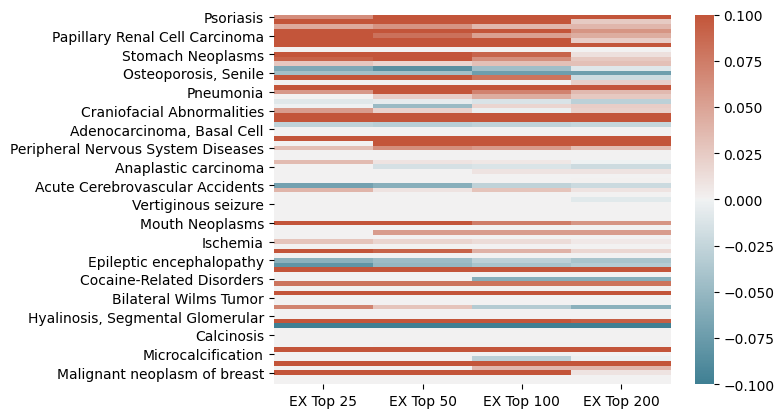 Psoriasis
Papillary Renal Cell Carcinoma
Stomach Neoplasms
Osteoporosis, Senile
Pneumonia
Craniofacial Abnormalities
Adenocarcinoma, Basal Cell
Peripheral Nervous System Diseases
Anaplastic carcinoma
Acute Cerebrovascular Accidents
Vertiginous seizure
Mouth Neoplasms
Ischemia
Epileptic encephalopathy
Cocaine-Related Disorders
Bilateral Wilms Tumor
Hyalinosis, Segmental Glomerular
Calcinosis
Microcalcification
Malignant neoplasm of breast
EX Top 25 EX Top 50 EX Top 100 EX Top 200
0.100
0.075
0.050
0.025
0.000
−0.025
−0.050
−0.075
−0.100